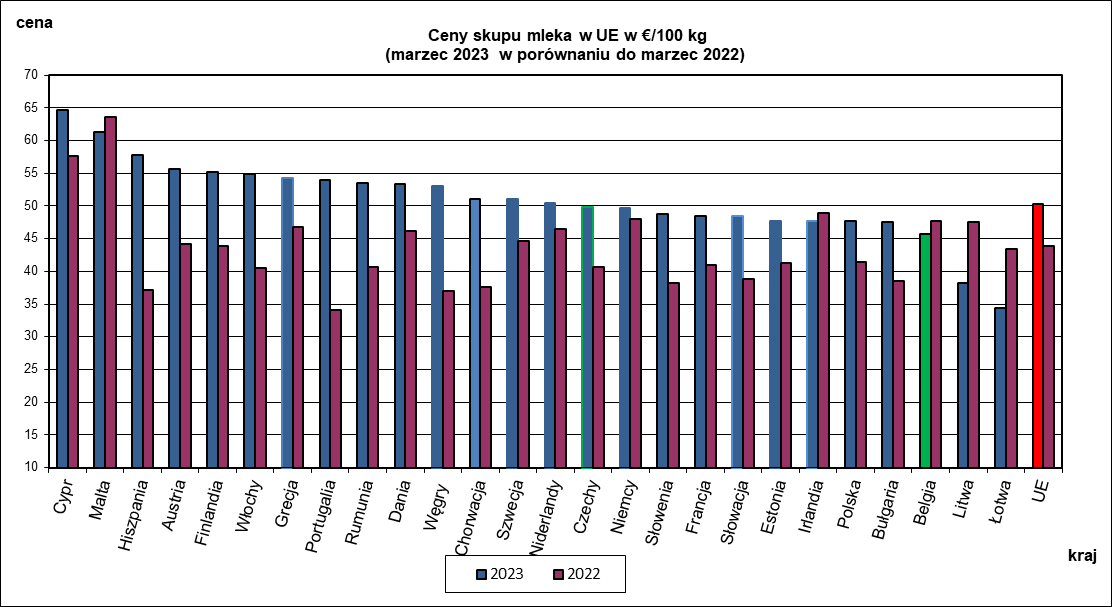 cena
Ceny skupu mleka w UE w €/100 kg
(marzec 2023 w porównaniu do marzec 2022)
70
65
60
55
50
45
40
35
30
25
20
15
10
Cypr
Malta
Hiszpania
Austria
Finlandia
Włochy
Grecja
Portugalia
Rumunia
Dania
Węgry
Chorwacja
Szwecja
Niderlandy
Czechy
Niemcy
Słowenia
Francja
Słowacja
Estonia
Irlandia
Polska
Bułgaria
Belgia
Litwa
Łotwa
UE
kraj
2023 2022